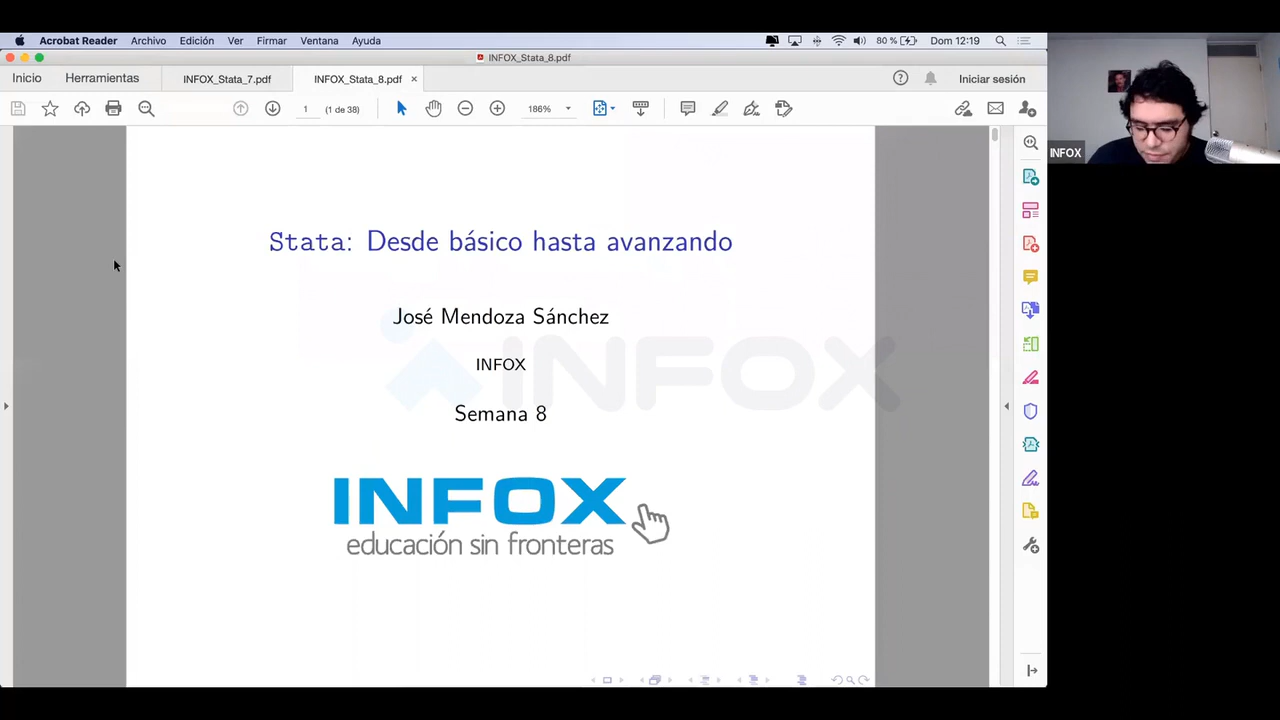 Acrobat Reader Archivo Edición Ver Firmar Ventana Ayuda 80 % Dom 12:19
INFOX_Stata_8.pdf
Inicio Herramientas INFOX_Stata_7.pdf INFOX_Stata_8.pdf × Iniciar sesión
1 (1 de 38) 186%
INFOX
Stata: Desde básico hasta avanzando
José Mendoza Sánchez
iNFOX
INFOX
Semana 8
INFOX
educación sin fronteras